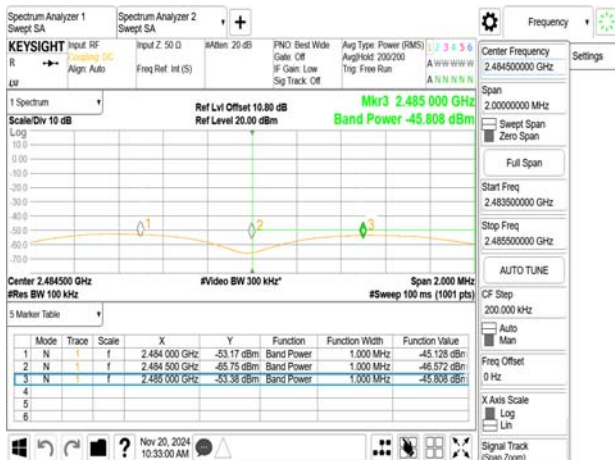 Spectrum Analyzer 1
Swept SA
Spectrum Analyzer 2
Swept SA
+
Frequency
KEYSIGHT
R
Input: RF
Coupling: DC
Align: Auto
Input Z: 50 Ω
Freq Ref: Int (S)
#Atten: 20 dB
PNO: Best Wide
Gate: Off
IF Gain: Low
Sig Track: Off
Avg Type: Power (RMS)
Avg|Hold: 200/200
Trig: Free Run
1 2 3 4 5 6
A W W W W W
A N N N N N
Center Frequency
2.484500000 GHz
Settings
Span
2.00000000 MHz
Swept Span
Zero Span
Full Span
Start Freq
2.483500000 GHz
Stop Freq
2.485500000 GHz
AUTO TUNE
CF Step
200.000 kHz
Auto
Man
Freq Offset
0 Hz
X Axis Scale
Log
Lin
Signal Track
(Span Zoom)
1 Spectrum
Scale/Div 10 dB
Ref Lvl Offset 10.80 dB
Ref Level 20.00 dBm
Mkr3 2.485 000 GHz
Band Power -45.808 dBm
Log
10.0
0.00
-10.0
-20.0
-30.0
-40.0
-50.0
-60.0
-70.0
1
2
3
Center 2.484500 GHz
#Res BW 100 kHz
#Video BW 300 kHz*
Span 2.000 MHz
#Sweep 100 ms (1001 pts)
5 Marker Table
Mode Trace Scale X Y Function Function Width Function Value
1 N 1 f 2.484 000 GHz -53.17 dBm Band Power 1.000 MHz -45.128 dBm
2 N 1 f 2.484 500 GHz -65.75 dBm Band Power 1.000 MHz -46.572 dBm
3 N 1 f 2.485 000 GHz -53.38 dBm Band Power 1.000 MHz -45.808 dBm
4
5
6
?
Nov 20, 2024
10:33:00 AM